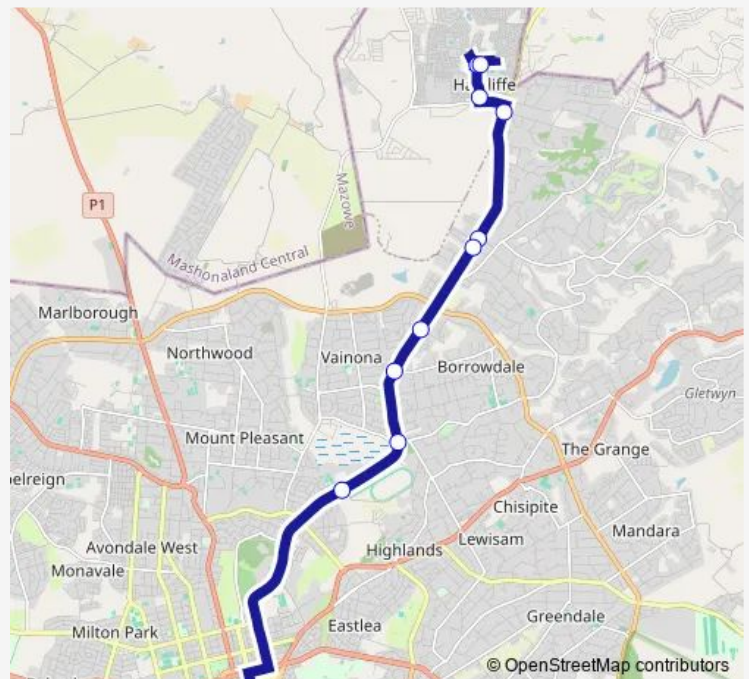 Hatcliffe
P1
Mazowe
Mashonaland Central
Marlborough
Northwood
Vainona
Borrowdale
Gletwyn
Mount Pleasant
The Grange
elreign
Chisipite
Avondale West
Highlands
Lewisam
Mandara
Monavale
Milton Park
Eastlea
Greendale
© OpenStreetMap contributors